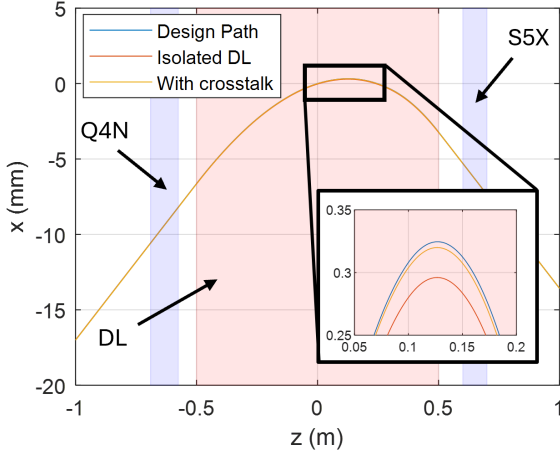 5
0
-5
-10
-15
-20
x (mm)
Design Path
Isolated DL
With crosstalk
S5X
Q4N
DL
0.35
0.3
0.25
0.05
0.1
0.15
0.2
-1
-0.5
0
0.5
1
z (m)